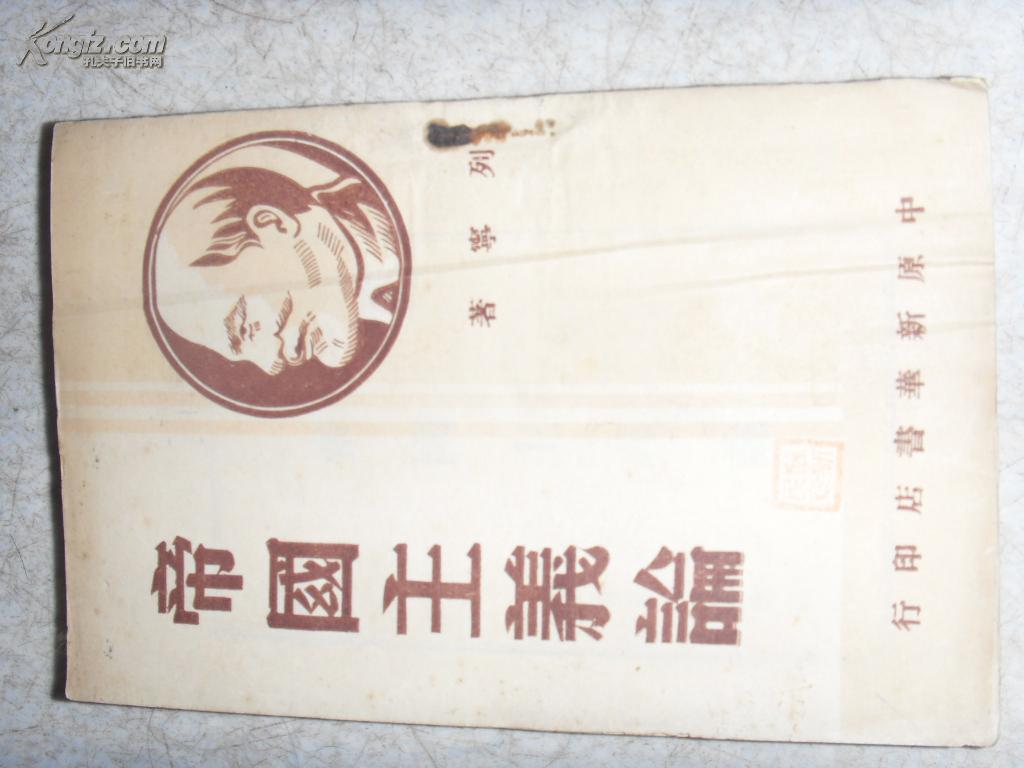 帝國主義論
列寧著
中原新華書店印行
Kongfz.com
孔夫子旧书网